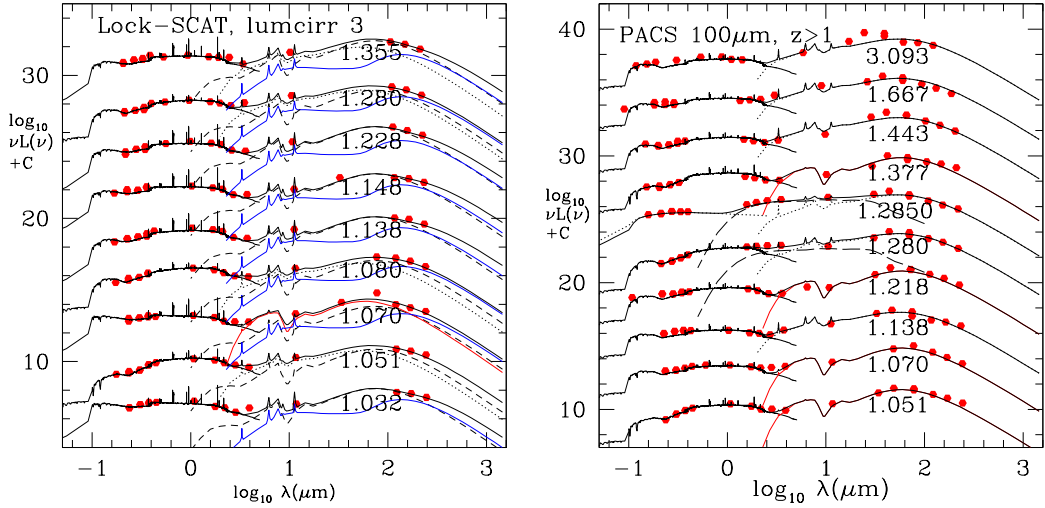 Lock-SCAT, lumcirr 3
30
20
10
log₁₀
νL(ν)
+C
1.355
1.280
1.228
1.148
1.138
1.080
1.070
1.051
1.032
-1 0 1 2 3
log₁₀ λ(μm)
PACS 100μm, z>1
40
30
20
10
log₁₀
νL(ν)
+C
3.093
1.667
1.443
1.377
1.2850
1.280
1.218
1.138
1.070
1.051
-1 0 1 2 3
log₁₀ λ(μm)